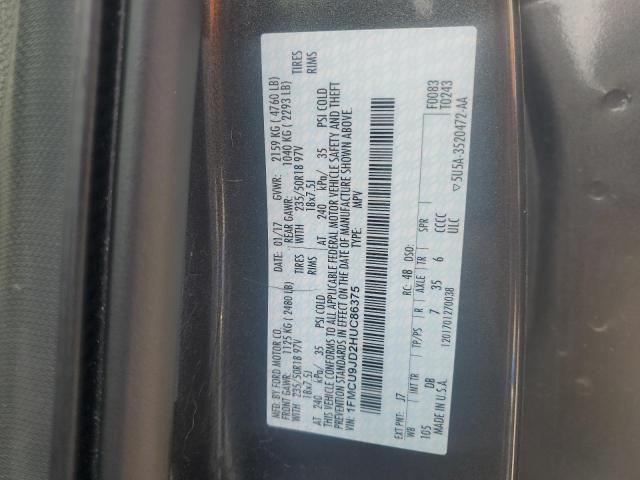 MFD. BY FORD MOTOR CO.
DATE: 01/17 GVWR: 2159 KG ( 4760 LB)
FRONT GAWR: 1125 KG ( 2480 LB) REAR GAWR: 1040 KG ( 2293 LB)
WITH 235/50R18 97V TIRES WITH 235/50R18 97V TIRES
18x7.5J RIMS 18x7.5J RIMS
AT 240 kPa/ 35 PSI COLD AT 240 kPa/ 35 PSI COLD
THIS VEHICLE CONFORMS TO ALL APPLICABLE FEDERAL MOTOR VEHICLE SAFETY AND THEFT
PREVENTION STANDARDS IN EFFECT ON THE DATE OF MANUFACTURE SHOWN ABOVE.
VIN: 1FMCU9JD2HUC86375 TYPE: MPV
F0083
T0243
EXT PNT: J7 RC: 48 DSO:
WB INT TR TP/PS R AXLE TR SPR
105 DB 7 35 6 CCCC
MADE IN U.S.A. 1201701270038 ULC
▽5U5A-3520472-AA